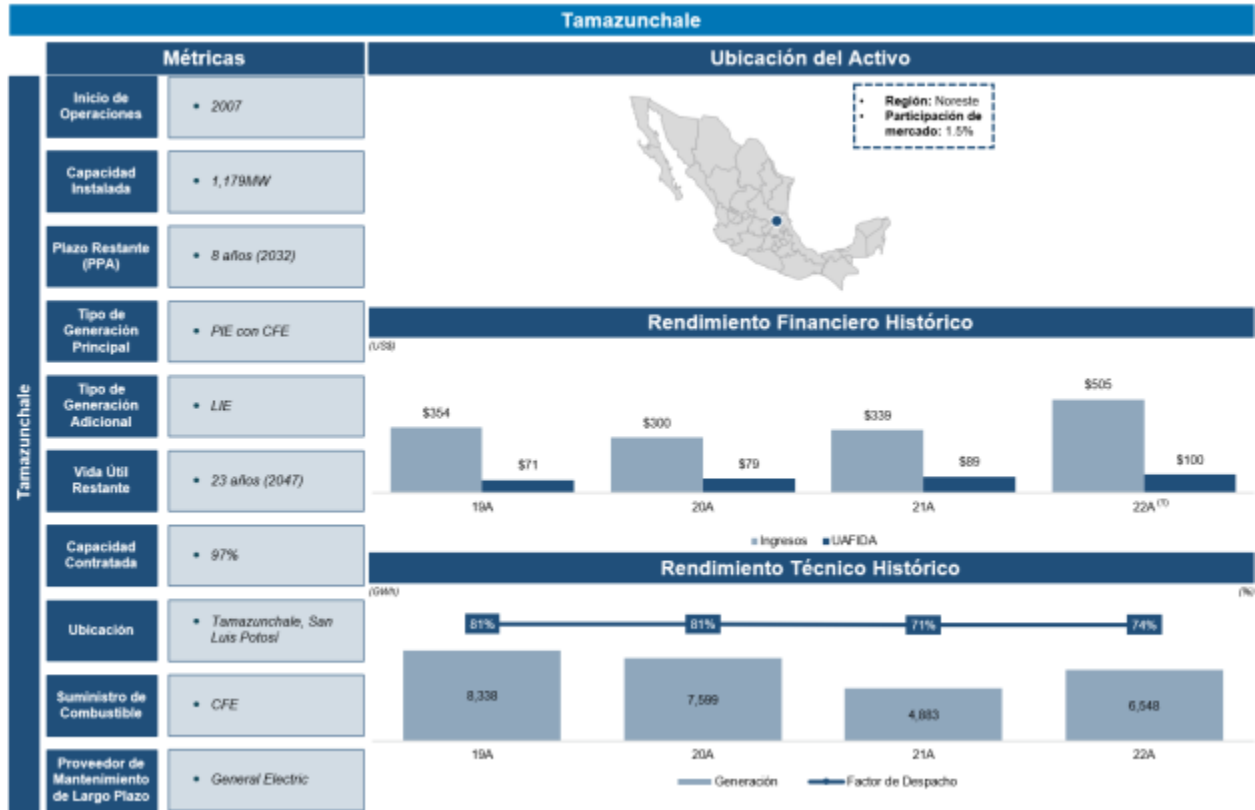 Tamazunchale
Métricas
Ubicación del Activo
Tamazunchale
Inicio de
Operaciones
• 2007
Capacidad
Instalada
• 1,179MW
Plazo Restante
(PPA)
• 8 años (2032)
Tipo de
Generación
Principal
• PIE con CFE
Tipo de
Generación
Adicional
• LIE
Vida Útil
Restante
• 23 años (2047)
Capacidad
Contratada
• 97%
Ubicación
• Tamazunchale, San
Luis Potosí
Suministro de
Combustible
• CFE
Proveedor de
Mantenimiento
de Largo Plazo
• General Electric
• Región: Noreste
• Participación de
mercado: 1.5%
Rendimiento Financiero Histórico
(US$)
$354
$71
$300
$79
$339
$89
$505
$100
19A
20A
21A
22A (1)
Ingresos
UAFIDA
Rendimiento Técnico Histórico
(GWh)
(%)
81%
81%
71%
74%
8,338
7,599
4,883
6,548
19A
20A
21A
22A
Generación
Factor de Despacho